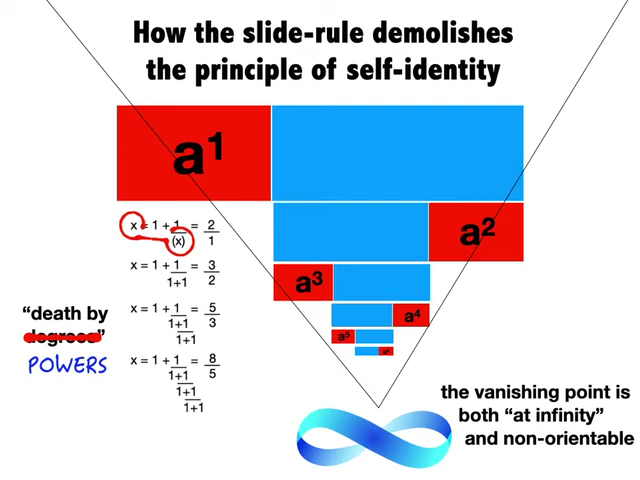 How the slide-rule demolishes
the principle of self-identity
a1
a2
a3
a4
a5
x = 1 + 1 = 2
(x) 1
x = 1 + 1 = 3
1+1 2
x = 1 + 1 = 5
1+1 3
1+1
x = 1 + 1 = 8
1+1 5
1+1
1+1
"death by
degrees"
POWERS
the vanishing point is
both "at infinity"
and non-orientable